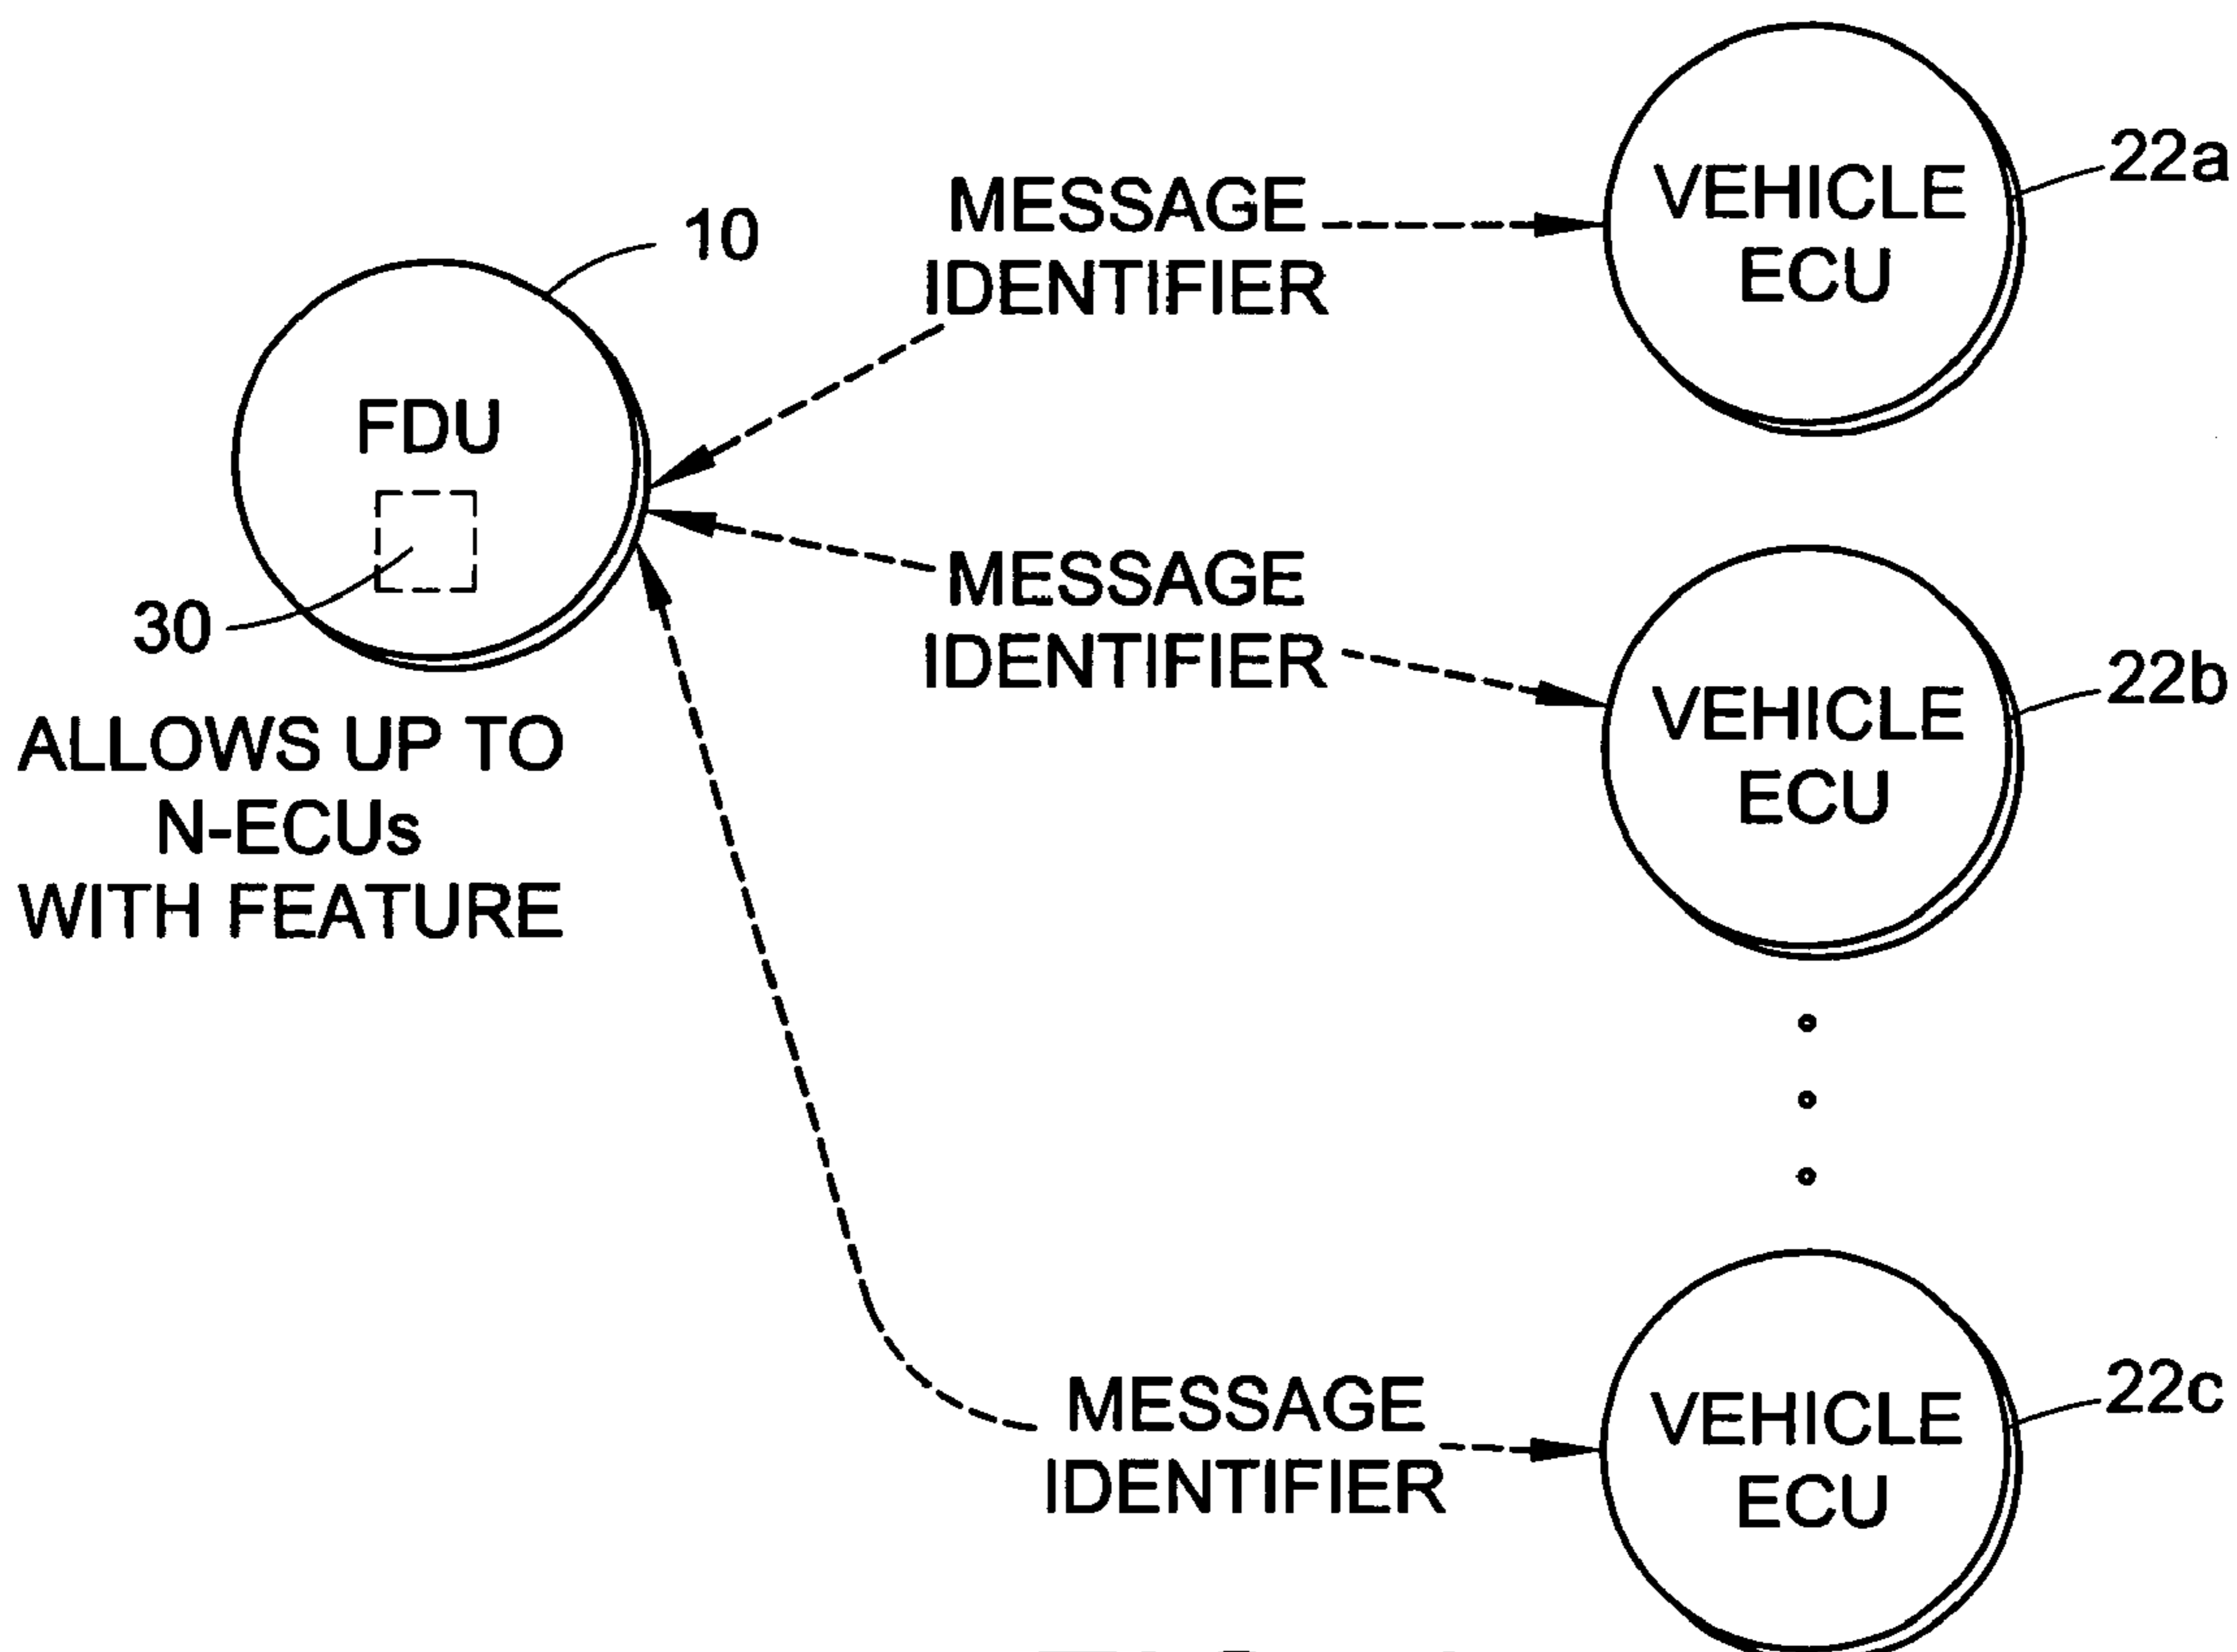 10
FDU
30
ALLOWS UP TO
N-ECUs
WITH FEATURE
MESSAGE
IDENTIFIER
VEHICLE
ECU
22a
MESSAGE
IDENTIFIER
VEHICLE
ECU
22b
MESSAGE
IDENTIFIER
VEHICLE
ECU
22c